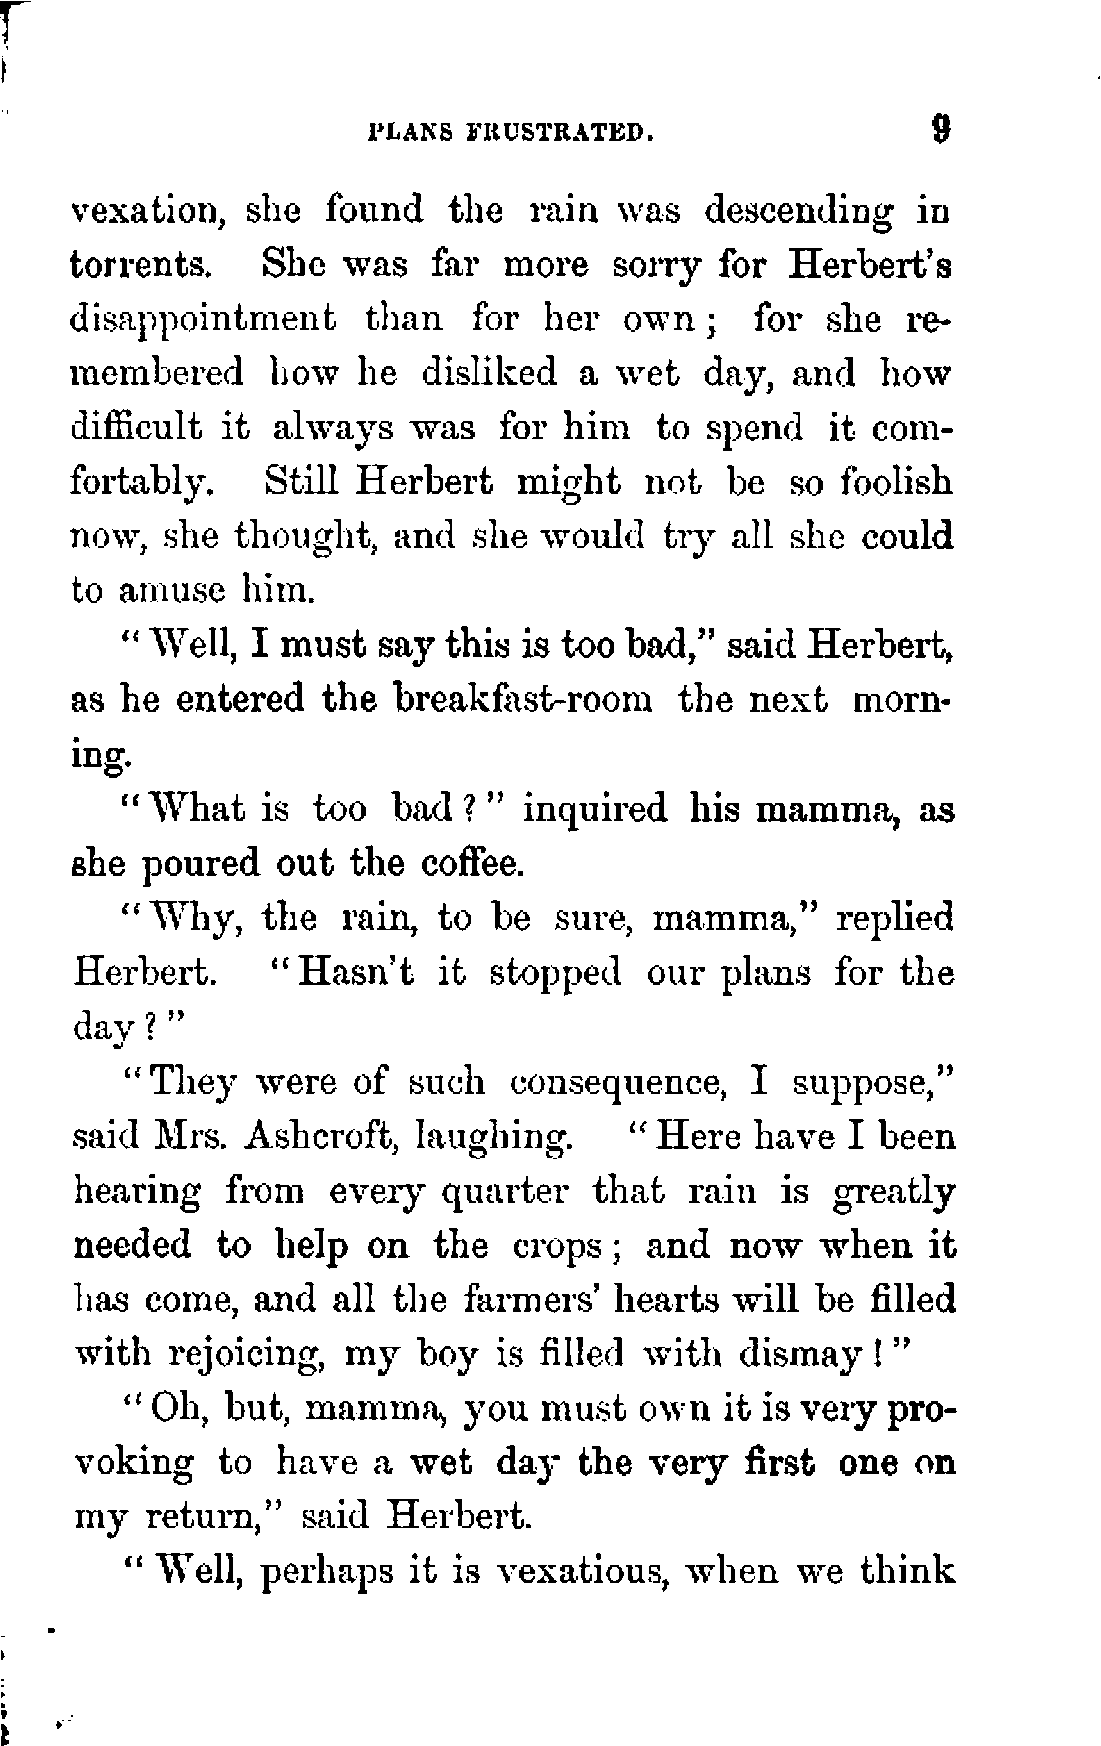 PLANS FRUSTRATED. 9
vexation, she found the rain was descending in
torrents. She was far more sorry for Herbert's
disappointment than for her own; for she re-
membered how he disliked a wet day, and how
difficult it always was for him to spend it com-
fortably. Still Herbert might not be so foolish
now, she thought, and she would try all she could
to amuse him.
"Well, I must say this is too bad," said Herbert,
as he entered the breakfast-room the next morn-
ing.
"What is too bad?" inquired his mamma, as
she poured out the coffee.
"Why, the rain, to be sure, mamma," replied
Herbert. "Hasn't it stopped our plans for the
day?"
"They were of such consequence, I suppose,"
said Mrs. Ashcroft, laughing. "Here have I been
hearing from every quarter that rain is greatly
needed to help on the crops; and now when it
has come, and all the farmers' hearts will be filled
with rejoicing, my boy is filled with dismay!"
"Oh, but, mamma, you must own it is very pro-
voking to have a wet day the very first one on
my return," said Herbert.
"Well, perhaps it is vexatious, when we think